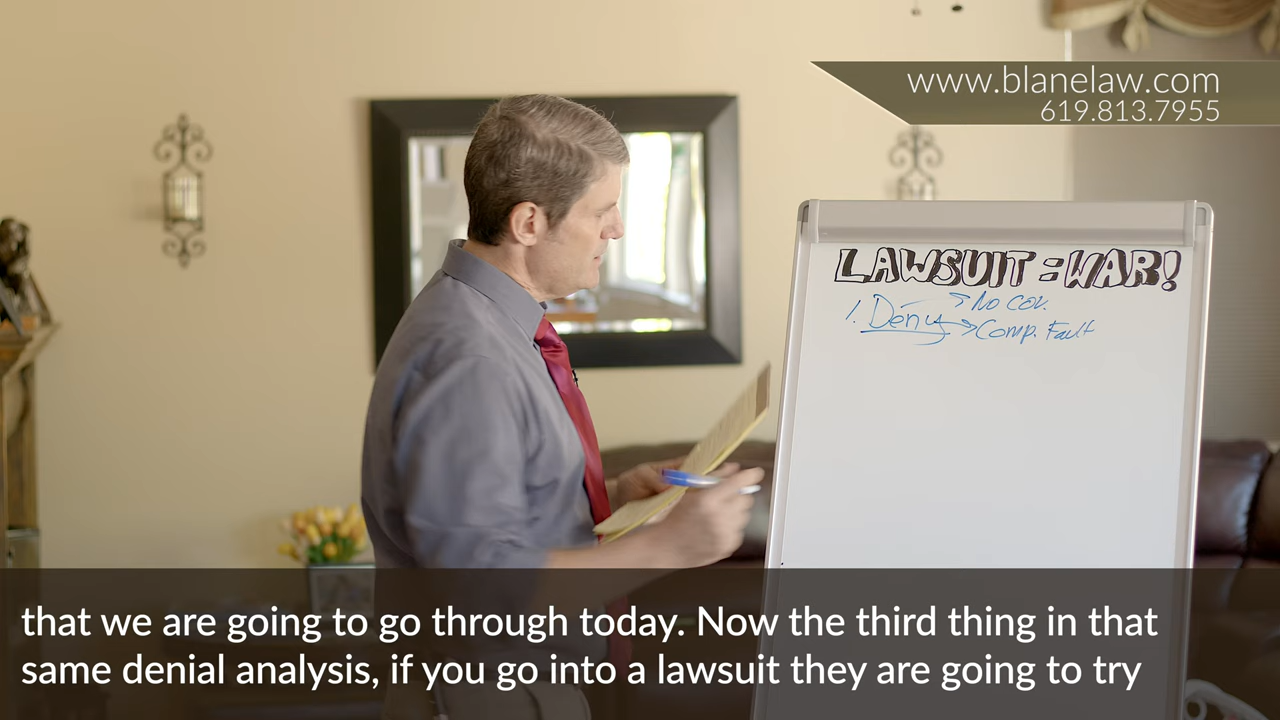 www.blanelaw.com
619.813.7955
LAWSUIT = WAR!
No cov.
1. Deny
Comp. Fault
that we are going to go through today. Now the third thing in that
same denial analysis, if you go into a lawsuit they are going to try